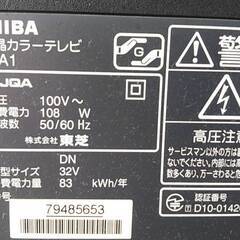 HIBA
晶カラーテレビ
A1
JQA
圧 100V〜
費電力 108 W
波数 50/60 Hz
株式会社 東芝
DN
型サイズ 32V
費電力量 83 kWh/年
79485653
警
高圧注
サービスマン以外の
認証番号
D10-0142